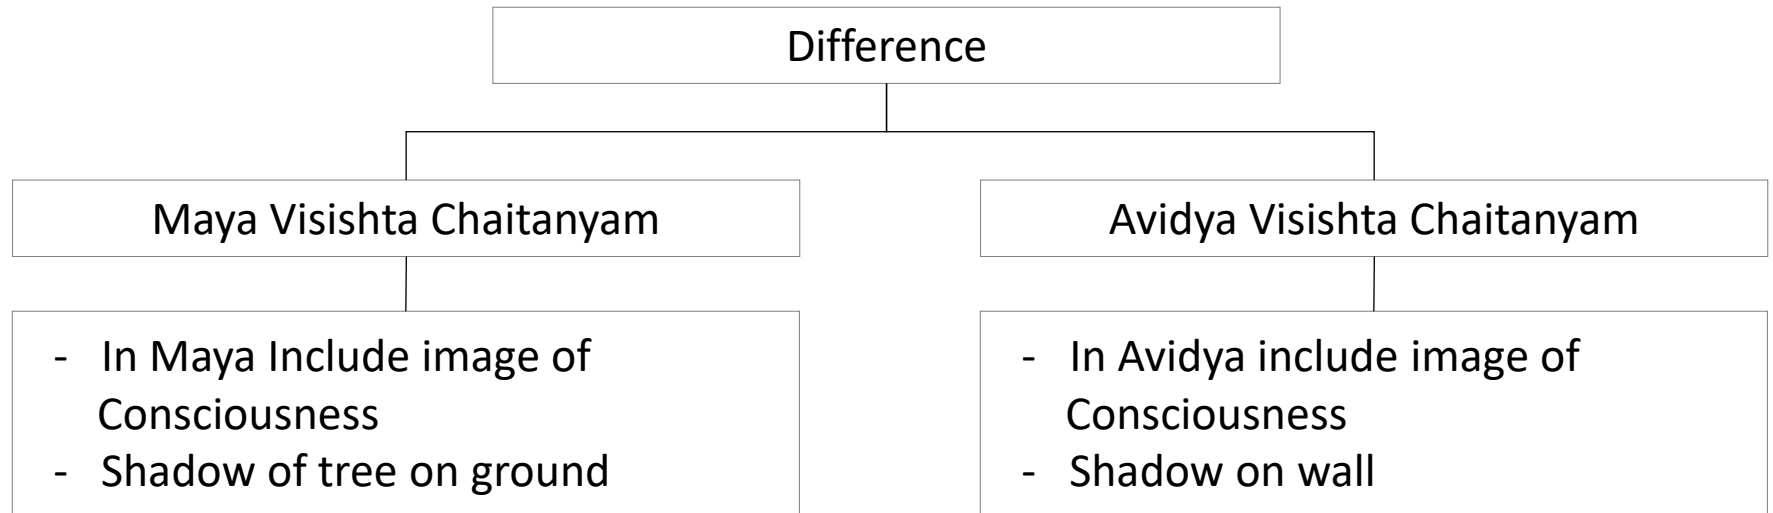 Difference
Maya Visishta Chaitanyam
Avidya Visishta Chaitanyam
- In Maya Include image of
Consciousness
- Shadow of tree on ground
- In Avidya include image of
Consciousness
- Shadow on wall